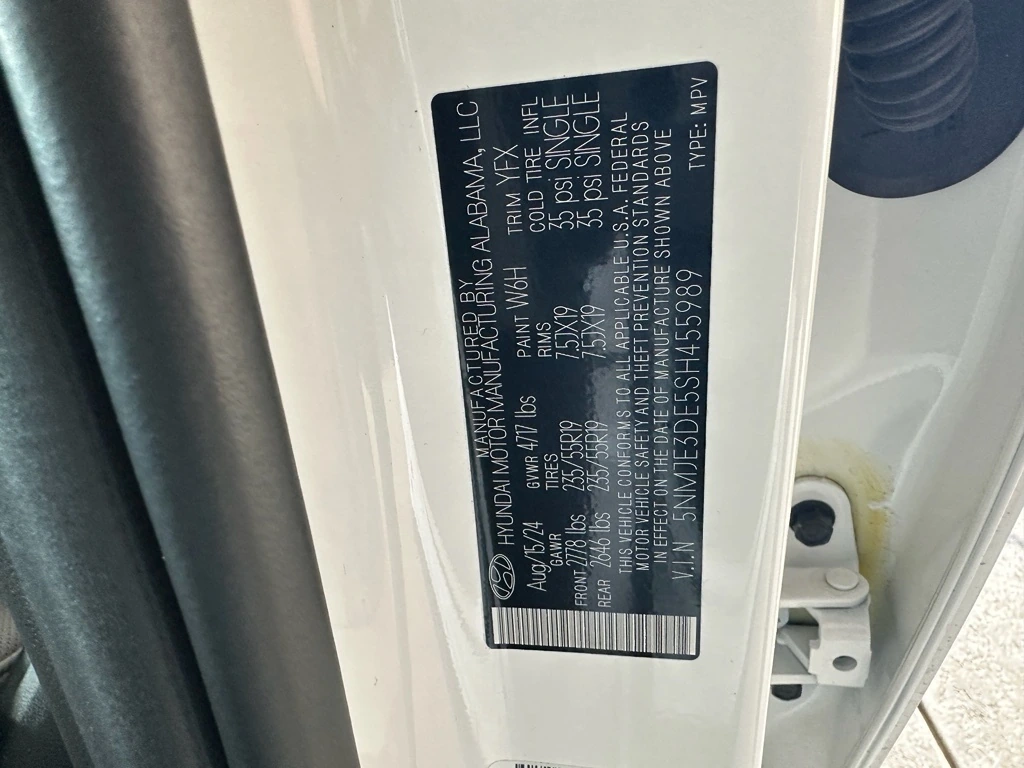 MANUFACTURED BY
HYUNDAI MOTOR MANUFACTURING ALABAMA, LLC
Aug/15/24 GVWR 4717 lbs PAINT W6H TRIM YFX
GAWR TIRES RIMS COLD TIRE INFL
FRONT 2778 lbs 235/55R19 7.5JX19 35 psi SINGLE
REAR 2646 lbs 235/55R19 7.5JX19 35 psi SINGLE
THIS VEHICLE CONFORMS TO ALL APPLICABLE U.S.A. FEDERAL
MOTOR VEHICLE SAFETY AND THEFT PREVENTION STANDARDS
IN EFFECT ON THE DATE OF MANUFACTURE SHOWN ABOVE
V.I.N 5NMJE3DE5SH455989 TYPE: MPV